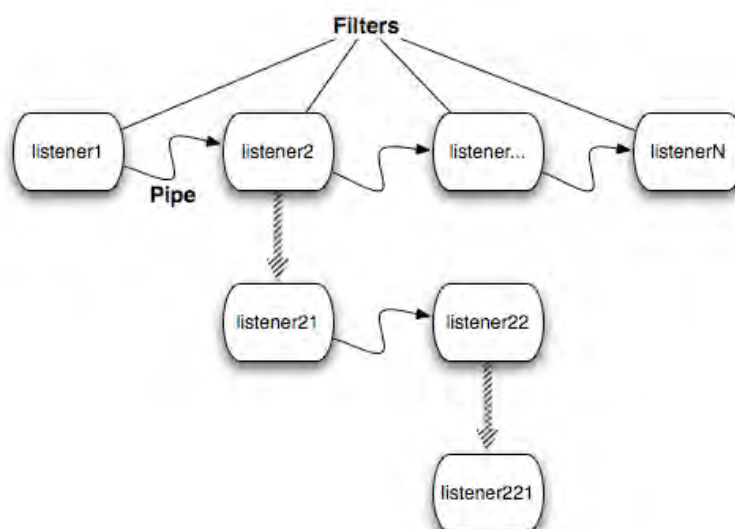 Filters
listener1
listener2
listener...
listenerN
Pipe
listener21
listener22
listener221